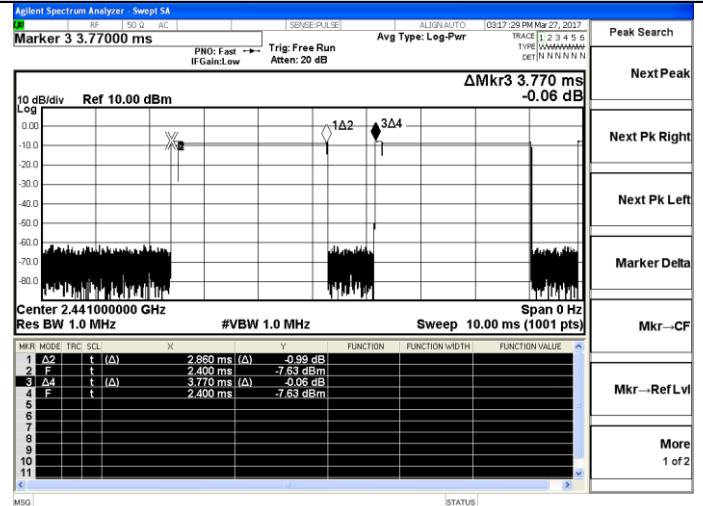 Agilent Spectrum Analyzer - Swept SA
LXI RF 50 Ω AC SENSE:PULSE ALIGN AUTO 03:17:29 PM Mar 27, 2017
Marker 3 3.77000 ms
PNO: Fast Trig: Free Run Avg Type: Log-Pwr TRACE 1 2 3 4 5 6
IFGain:Low Atten: 20 dB TYPE WWWWWW
DET N N N N N N
ΔMkr3 3.770 ms
-0.06 dB
10 dB/div Ref 10.00 dBm
Log
0.00
-10.0
-20.0
-30.0
-40.0
-50.0
-60.0
-70.0
-80.0
1Δ2
3Δ4
Center 2.441000000 GHz Span 0 Hz
Res BW 1.0 MHz #VBW 1.0 MHz Sweep 10.00 ms (1001 pts)
MKR MODE TRC SCL X Y FUNCTION FUNCTION WIDTH FUNCTION VALUE
1 Δ2 t (Δ) 2.860 ms (Δ) -0.99 dB
2 F t 2.400 ms -7.63 dBm
3 Δ4 t (Δ) 3.770 ms (Δ) -0.06 dB
4 F t 2.400 ms -7.63 dBm
5
6
7
8
9
10
11
MSG STATUS
Peak Search
Next Peak
Next Pk Right
Next Pk Left
Marker Delta
Mkr→CF
Mkr→Ref Lvl
More
1 of 2